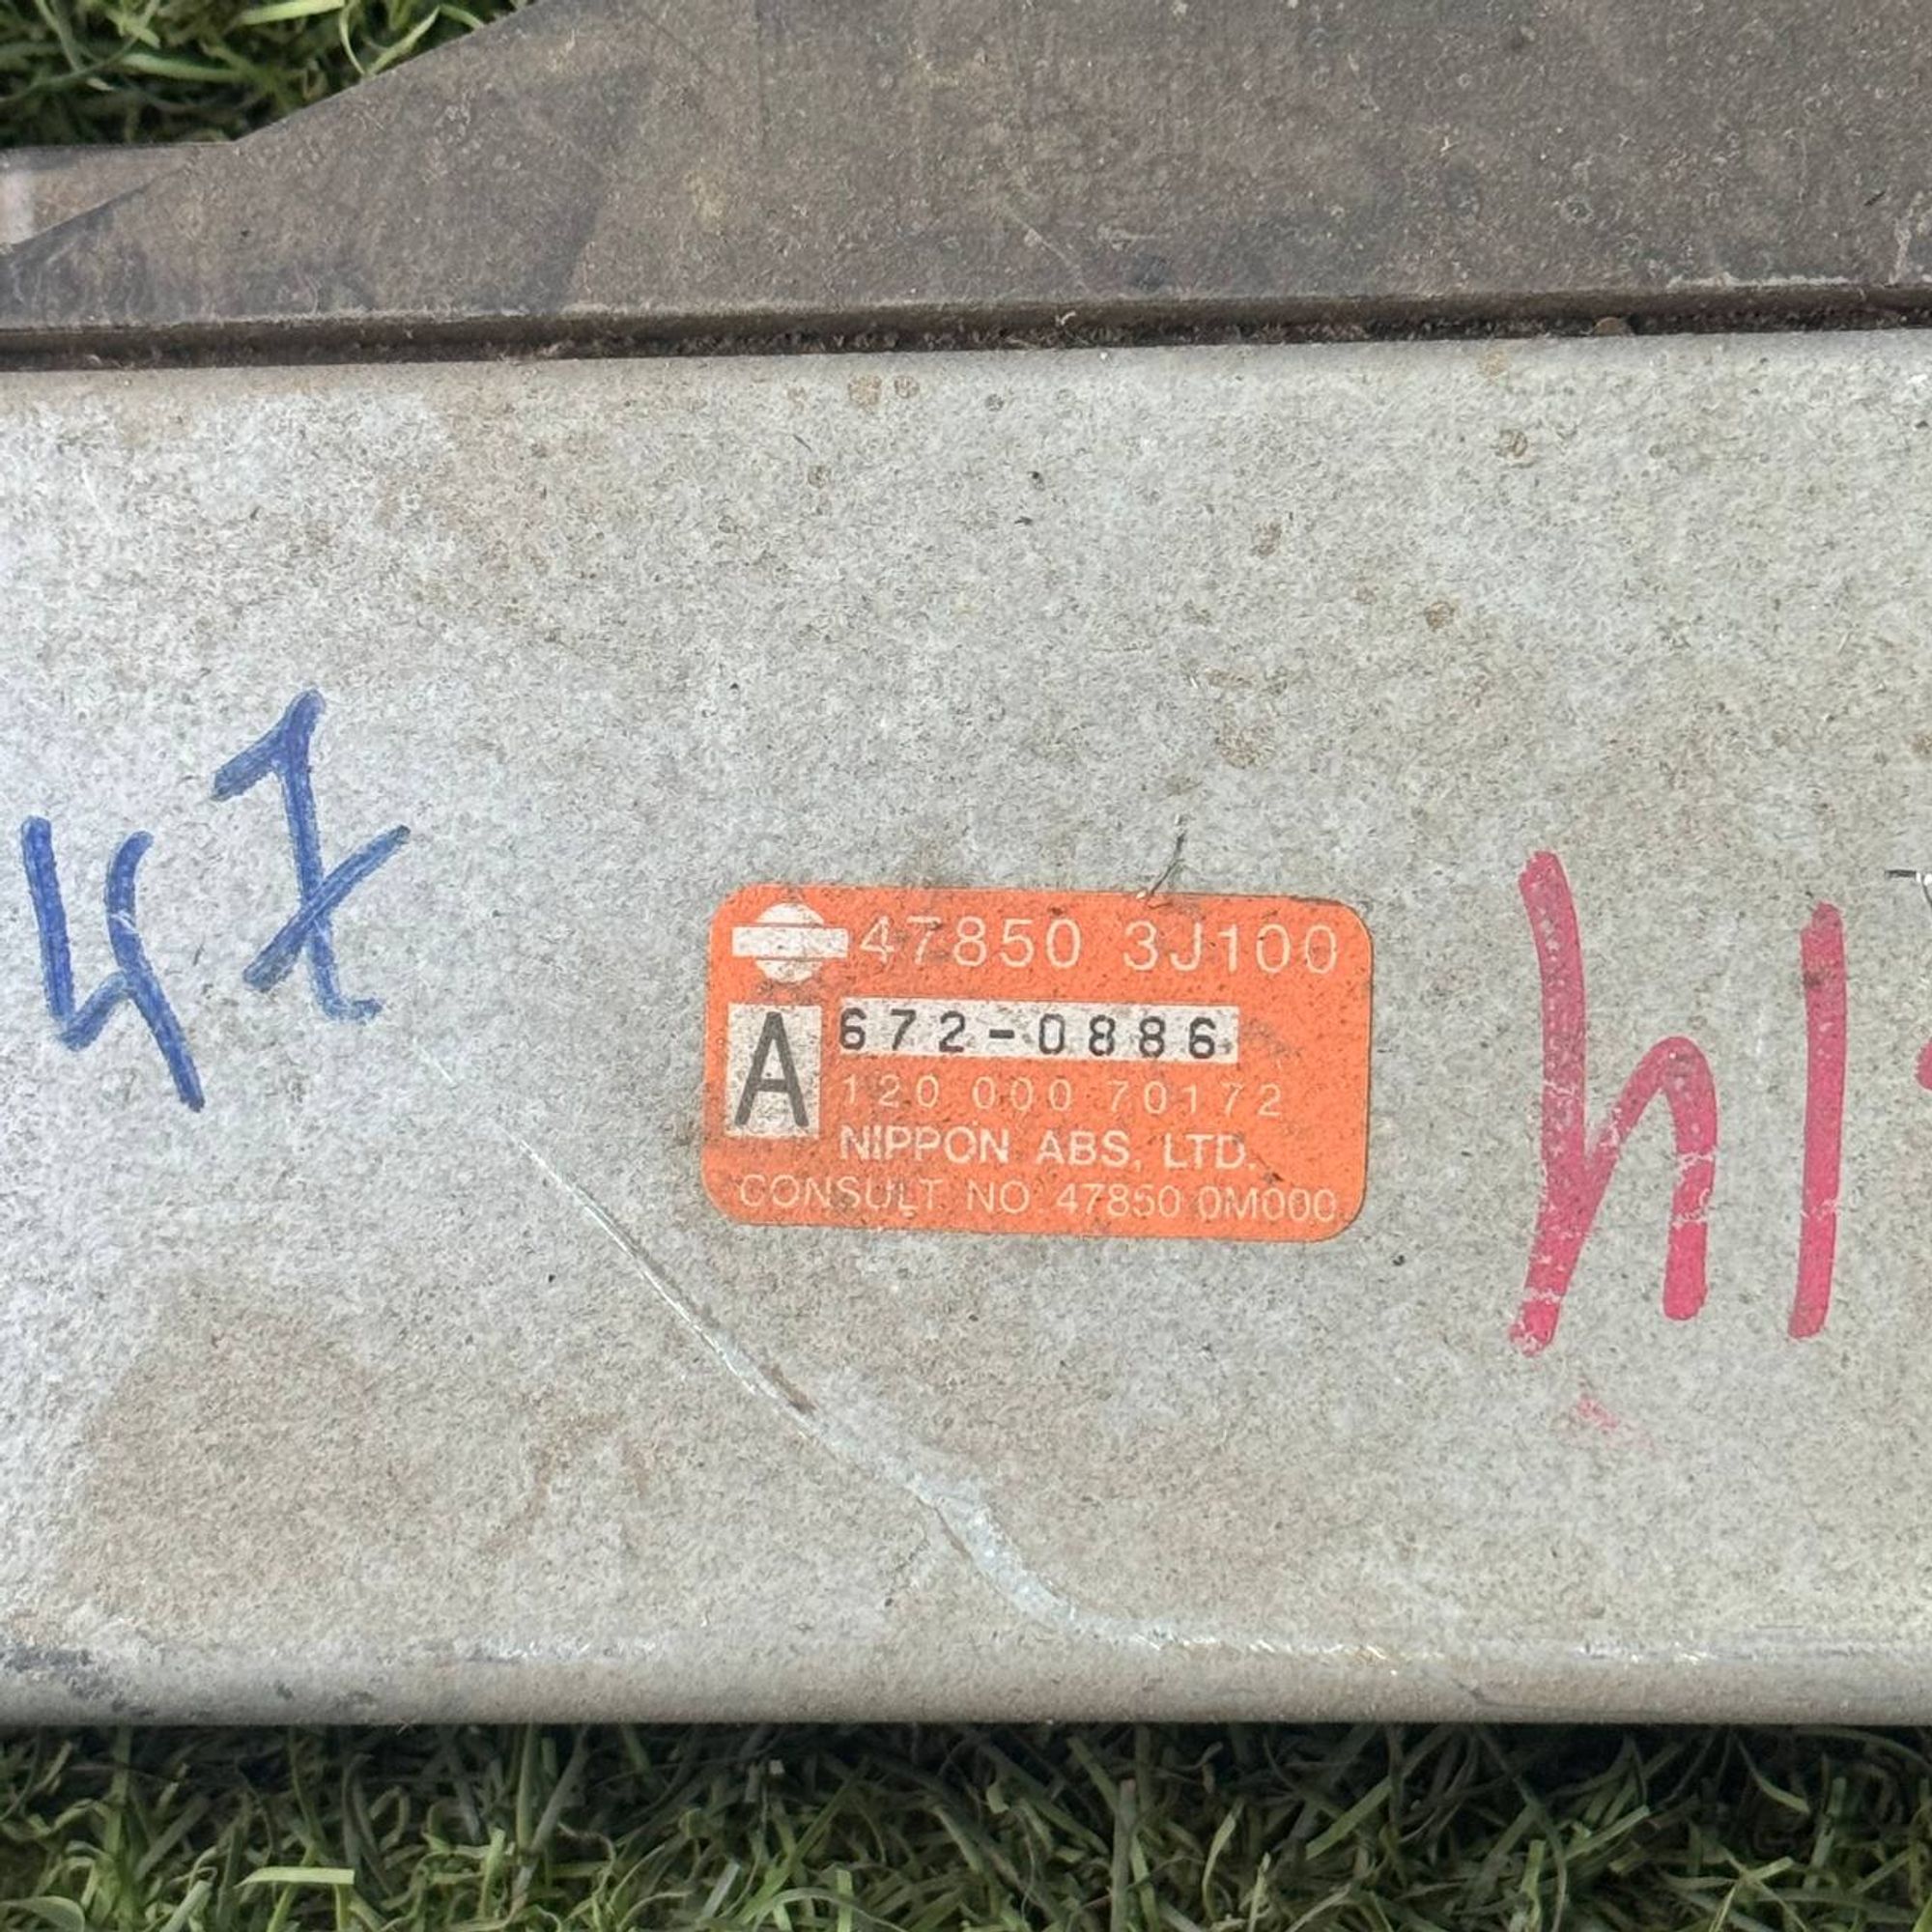 47
47850 3J100
A
672-0886
120 000 70172
NIPPON ABS, LTD.
CONSULT NO 47850 0M000